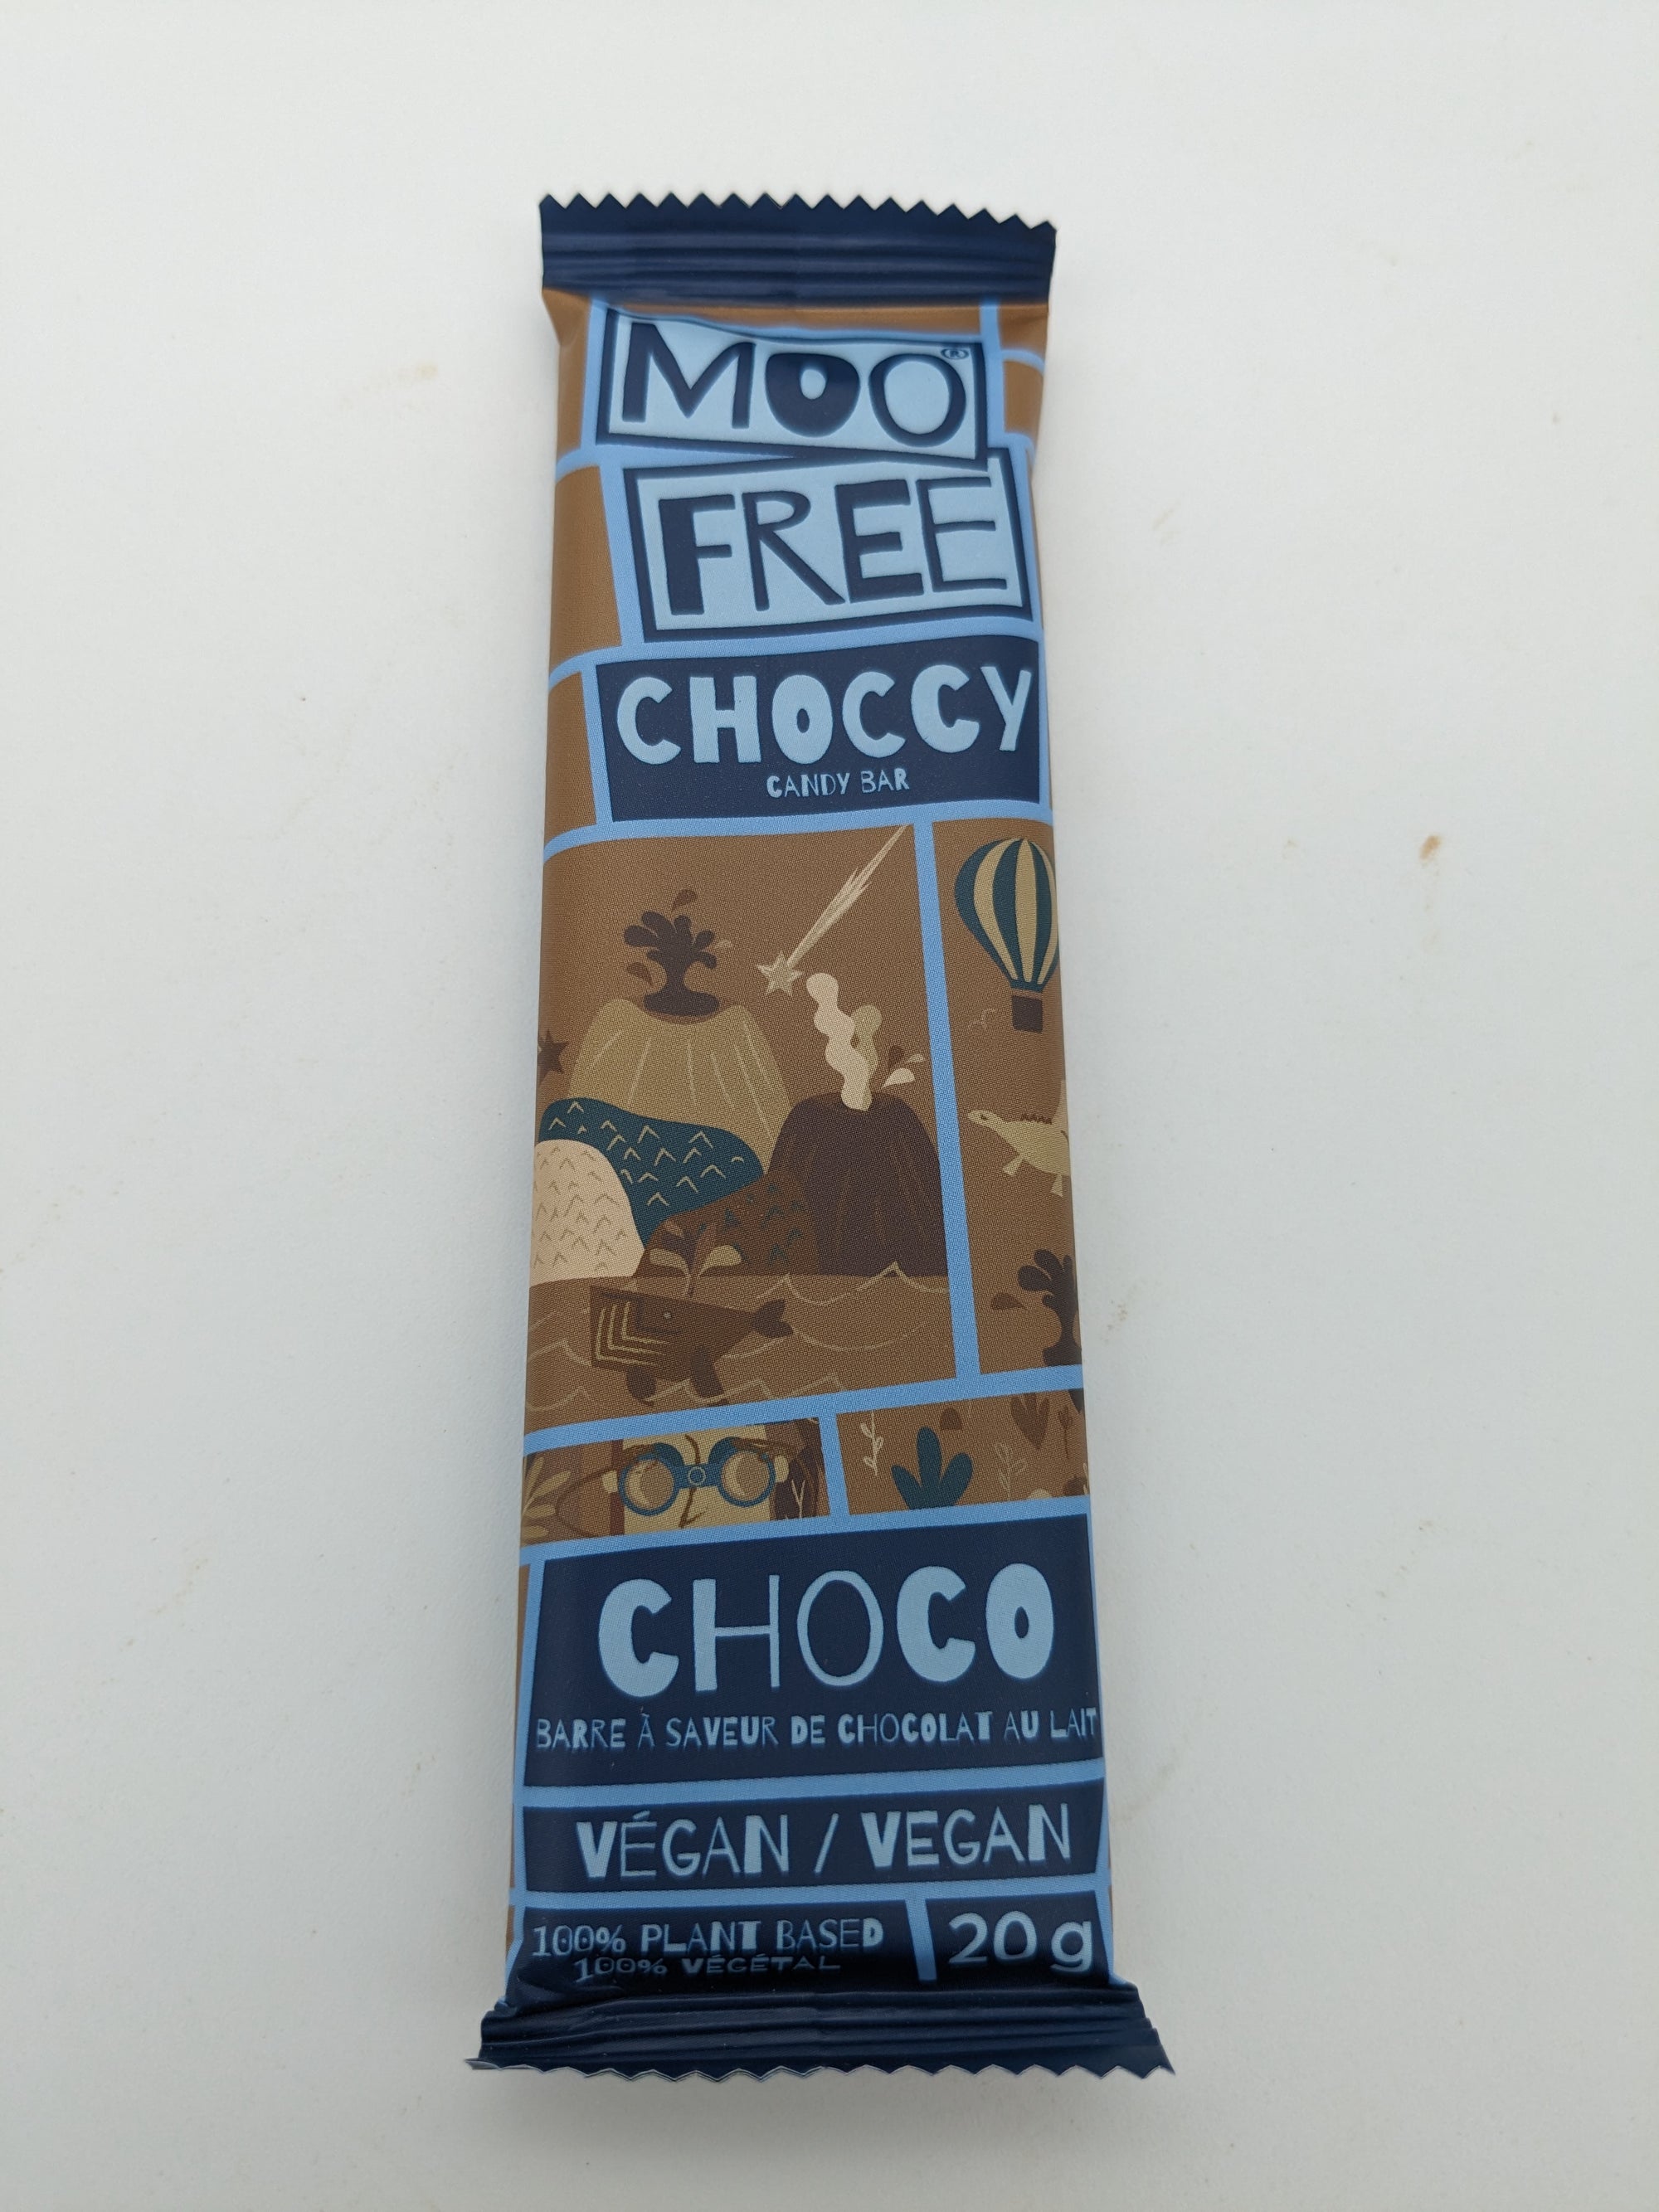 MOO®
FREE
CHOCCY
CANDY BAR
CHOCO
BARRE À SAVEUR DE CHOCOLAT AU LAIT
VÉGAN / VEGAN
100% PLANT BASED
100% VÉGÉTAL
20 g